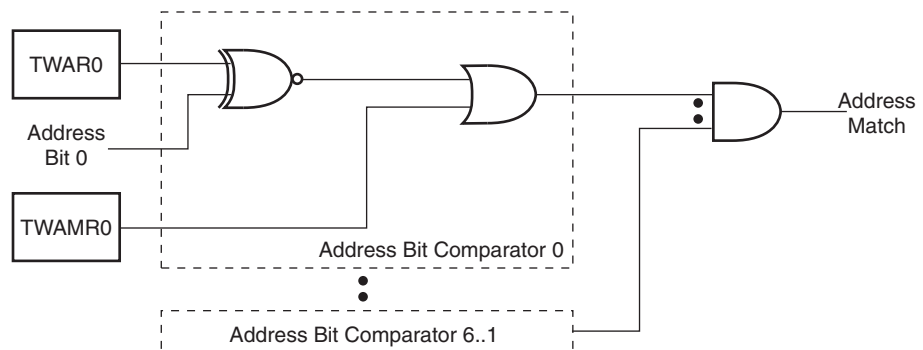 TWAR0
Address
Bit 0
TWAMR0
Address Bit Comparator 0
Address Bit Comparator 6..1
Address
Match